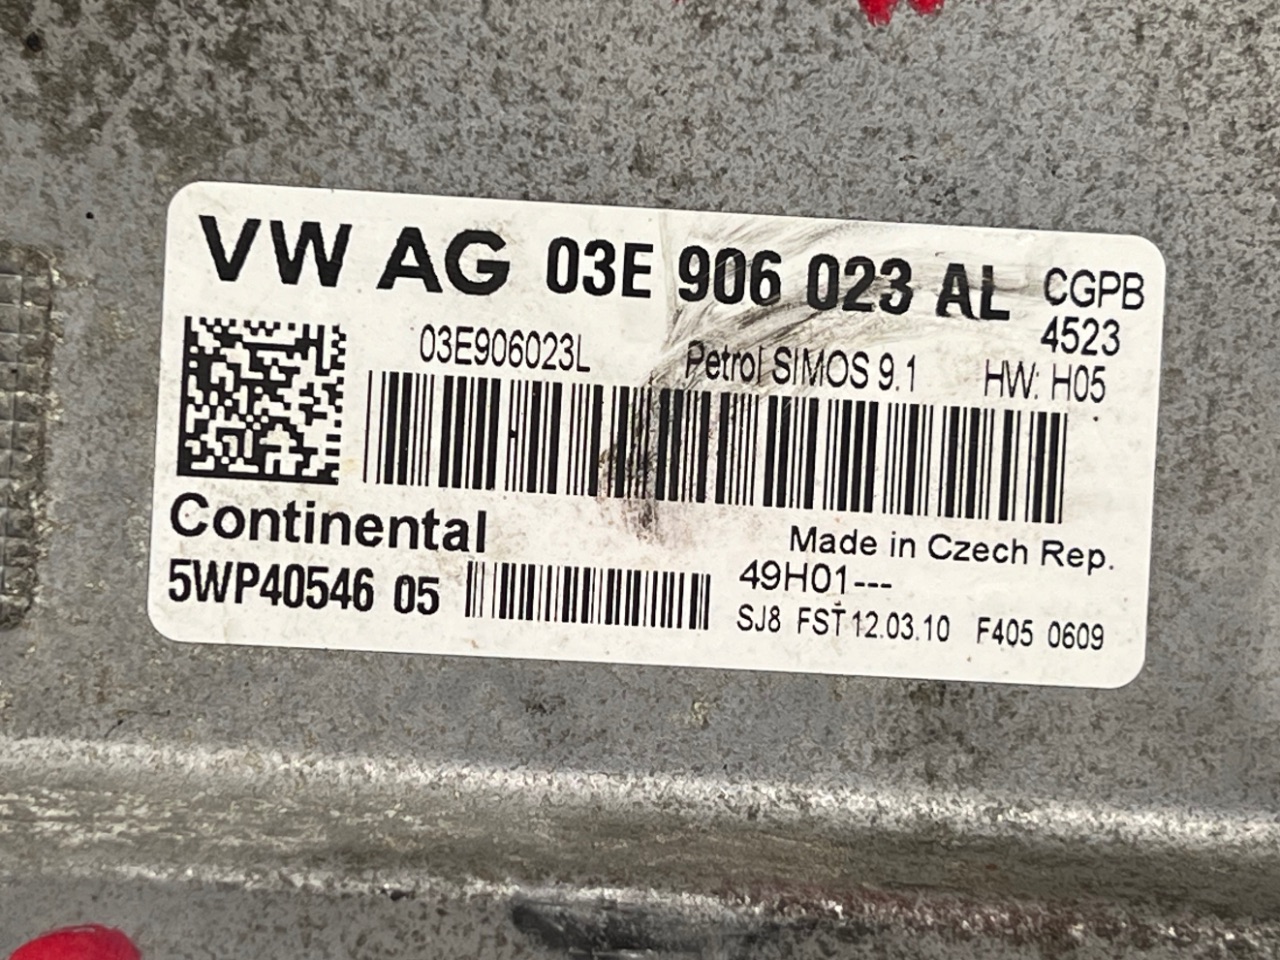 VW AG 03E 906 023 AL CGPB
4523
03E906023L Petrol SIMOS 9.1 HW: H05
Continental Made in Czech Rep.
5WP40546 05 49H01---
SJ8 FST 12.03.10 F405 0609